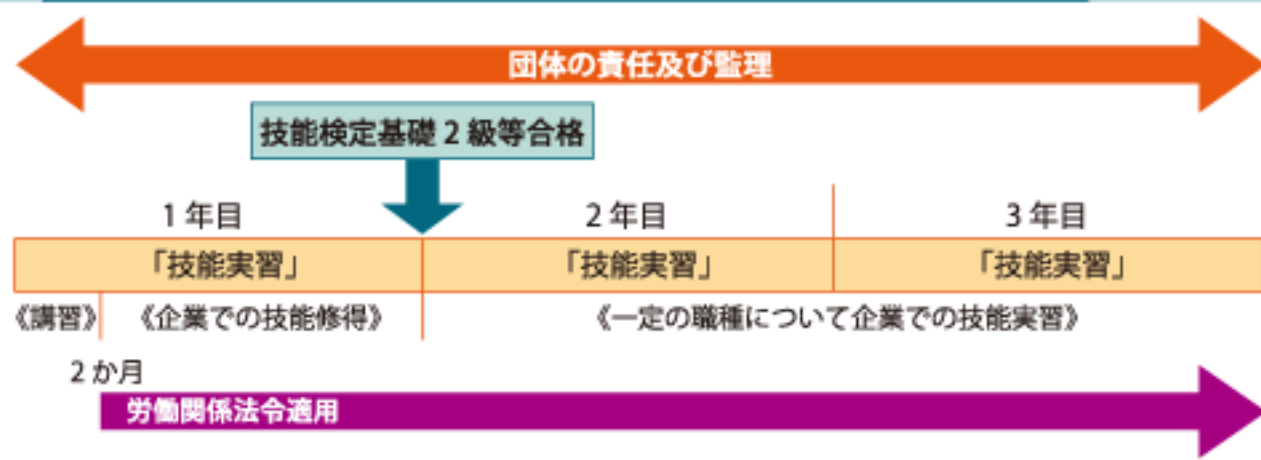 団体の責任及び監理
技能検定基礎2級等合格
1年目
2年目
3年目
「技能実習」
「技能実習」
「技能実習」
《講習》
《企業での技能修得》
《一定の職種について企業での技能実習》
2か月
労働関係法令適用